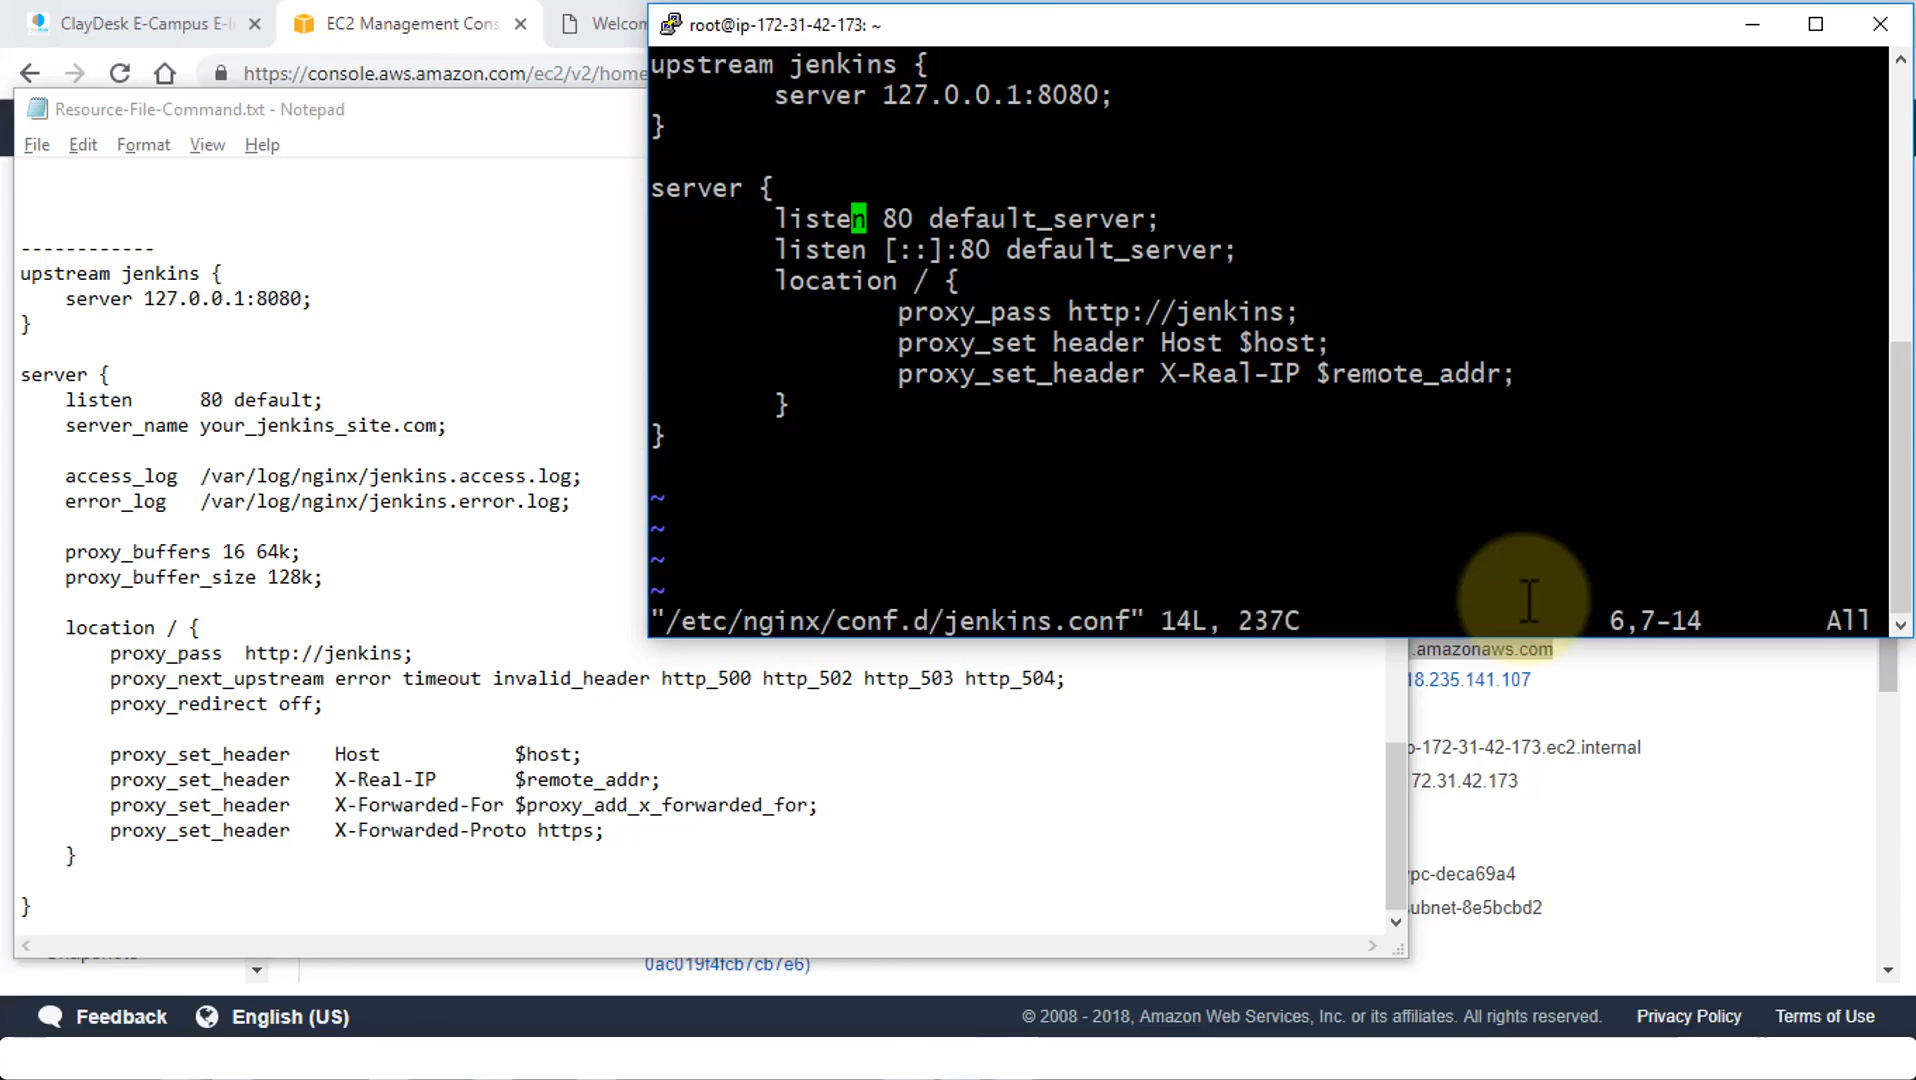 ClayDesk E-Campus E-l
EC2 Management Cons
Welcom
https://console.aws.amazon.com/ec2/v2/home
root@ip-172-31-42-173: ~
upstream jenkins {
server 127.0.0.1:8080;
}
server {
listen 80 default_server;
listen [::]:80 default_server;
location / {
proxy_pass http://jenkins;
proxy_set header Host $host;
proxy_set_header X-Real-IP $remote_addr;
}
}
~
~
~
~
"/etc/nginx/conf.d/jenkins.conf" 14L, 237C 6,7-14 All
Resource-File-Command.txt - Notepad
File Edit Format View Help
------------
upstream jenkins {
server 127.0.0.1:8080;
}
server {
listen 80 default;
server_name your_jenkins_site.com;
access_log /var/log/nginx/jenkins.access.log;
error_log /var/log/nginx/jenkins.error.log;
proxy_buffers 16 64k;
proxy_buffer_size 128k;
location / {
proxy_pass http://jenkins;
proxy_next_upstream error timeout invalid_header http_500 http_502 http_503 http_504;
proxy_redirect off;
proxy_set_header Host $host;
proxy_set_header X-Real-IP $remote_addr;
proxy_set_header X-Forwarded-For $proxy_add_x_forwarded_for;
proxy_set_header X-Forwarded-Proto https;
}
}
.amazonaws.com
18.235.141.107
p-172-31-42-173.ec2.internal
72.31.42.173
vpc-deca69a4
subnet-8e5bcbd2
0ac019f4fcb7cb7e6)
Feedback English (US)
© 2008 - 2018, Amazon Web Services, Inc. or its affiliates. All rights reserved. Privacy Policy Terms of Use